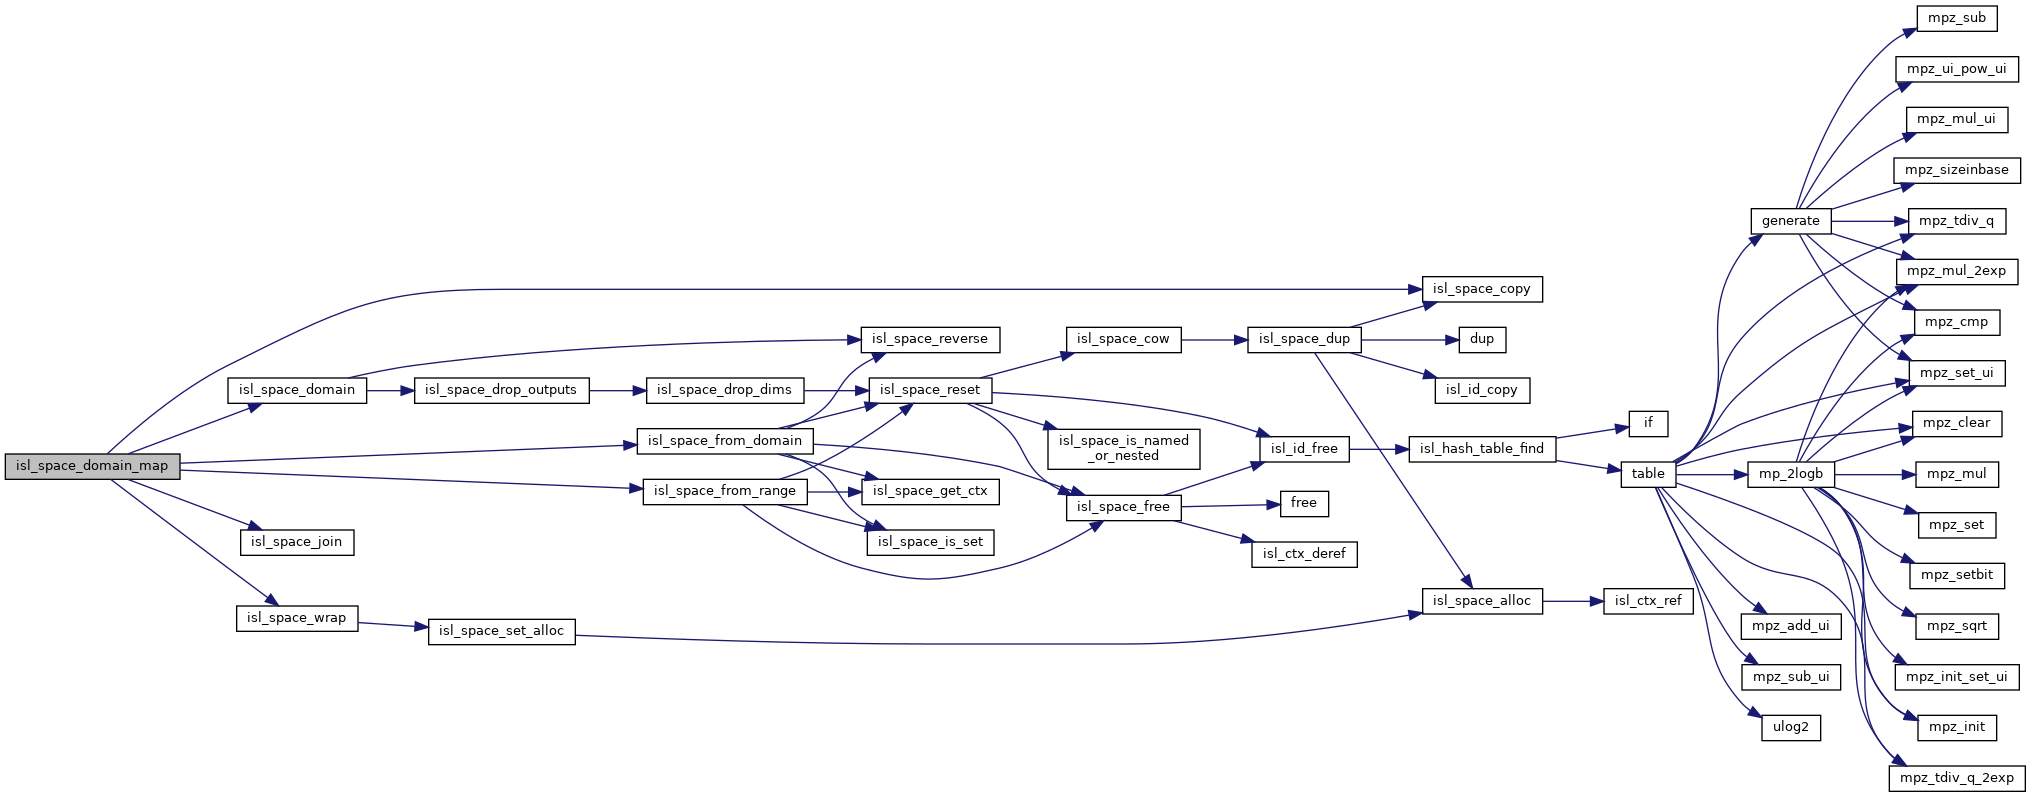 mpz_sub
mpz_ui_pow_ui
mpz_mul_ui
mpz_sizeinbase
generate
mpz_tdiv_q
mpz_mul_2exp
isl_space_copy
mpz_cmp
isl_space_reverse
isl_space_cow
isl_space_dup
dup
mpz_set_ui
isl_space_domain
isl_space_drop_outputs
isl_space_drop_dims
isl_space_reset
isl_id_copy
if
mpz_clear
isl_space_from_domain
isl_space_is_named
_or_nested
isl_id_free
isl_hash_table_find
isl_space_domain_map
table
mp_2logb
mpz_mul
isl_space_from_range
isl_space_get_ctx
isl_space_free
free
mpz_set
isl_space_join
isl_space_is_set
isl_ctx_deref
mpz_setbit
isl_space_alloc
isl_ctx_ref
isl_space_wrap
isl_space_set_alloc
mpz_add_ui
mpz_sqrt
mpz_sub_ui
mpz_init_set_ui
ulog2
mpz_init
mpz_tdiv_q_2exp